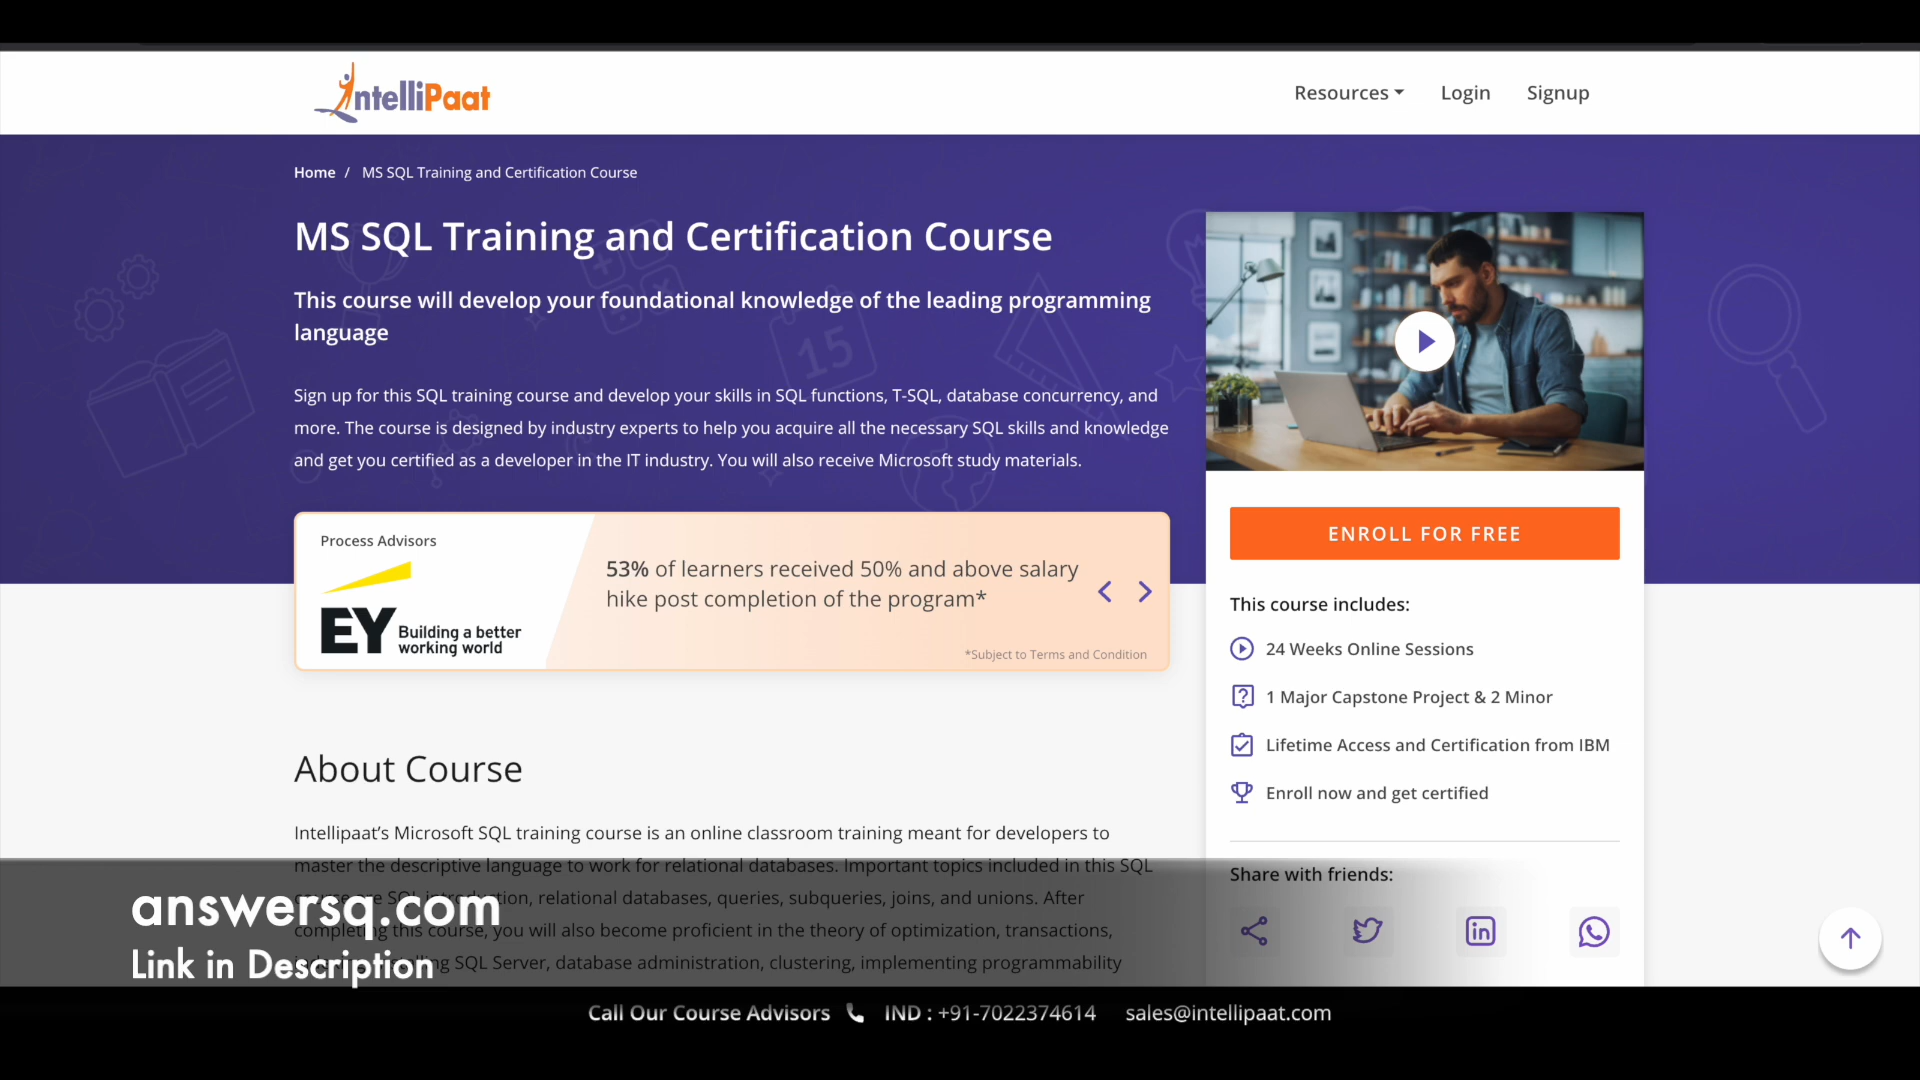 IntelliPaat
Resources
Login
Signup
Home / MS SQL Training and Certification Course
MS SQL Training and Certification Course
This course will develop your foundational knowledge of the leading programming
language
Sign up for this SQL training course and develop your skills in SQL functions, T-SQL, database concurrency, and
more. The course is designed by industry experts to help you acquire all the necessary SQL skills and knowledge
and get you certified as a developer in the IT industry. You will also receive Microsoft study materials.
15
Process Advisors
EY Building a better
working world
53% of learners received 50% and above salary
hike post completion of the program*
*Subject to Terms and Condition
ENROLL FOR FREE
This course includes:
24 Weeks Online Sessions
1 Major Capstone Project & 2 Minor
Lifetime Access and Certification from IBM
Enroll now and get certified
Share with friends:
About Course
Intellipaat's Microsoft SQL training course is an online classroom training meant for developers to
master the descriptive language to work for relational databases. Important topics included in this SQL
course are SQL introduction, relational databases, queries, subqueries, joins, and unions. After
completing this course, you will also become proficient in the theory of optimization, transactions,
SQL Server, database administration, clustering, implementing programmability
answersq.com
Link in Description
Call Our Course Advisors IND : +91-7022374614 sales@intellipaat.com